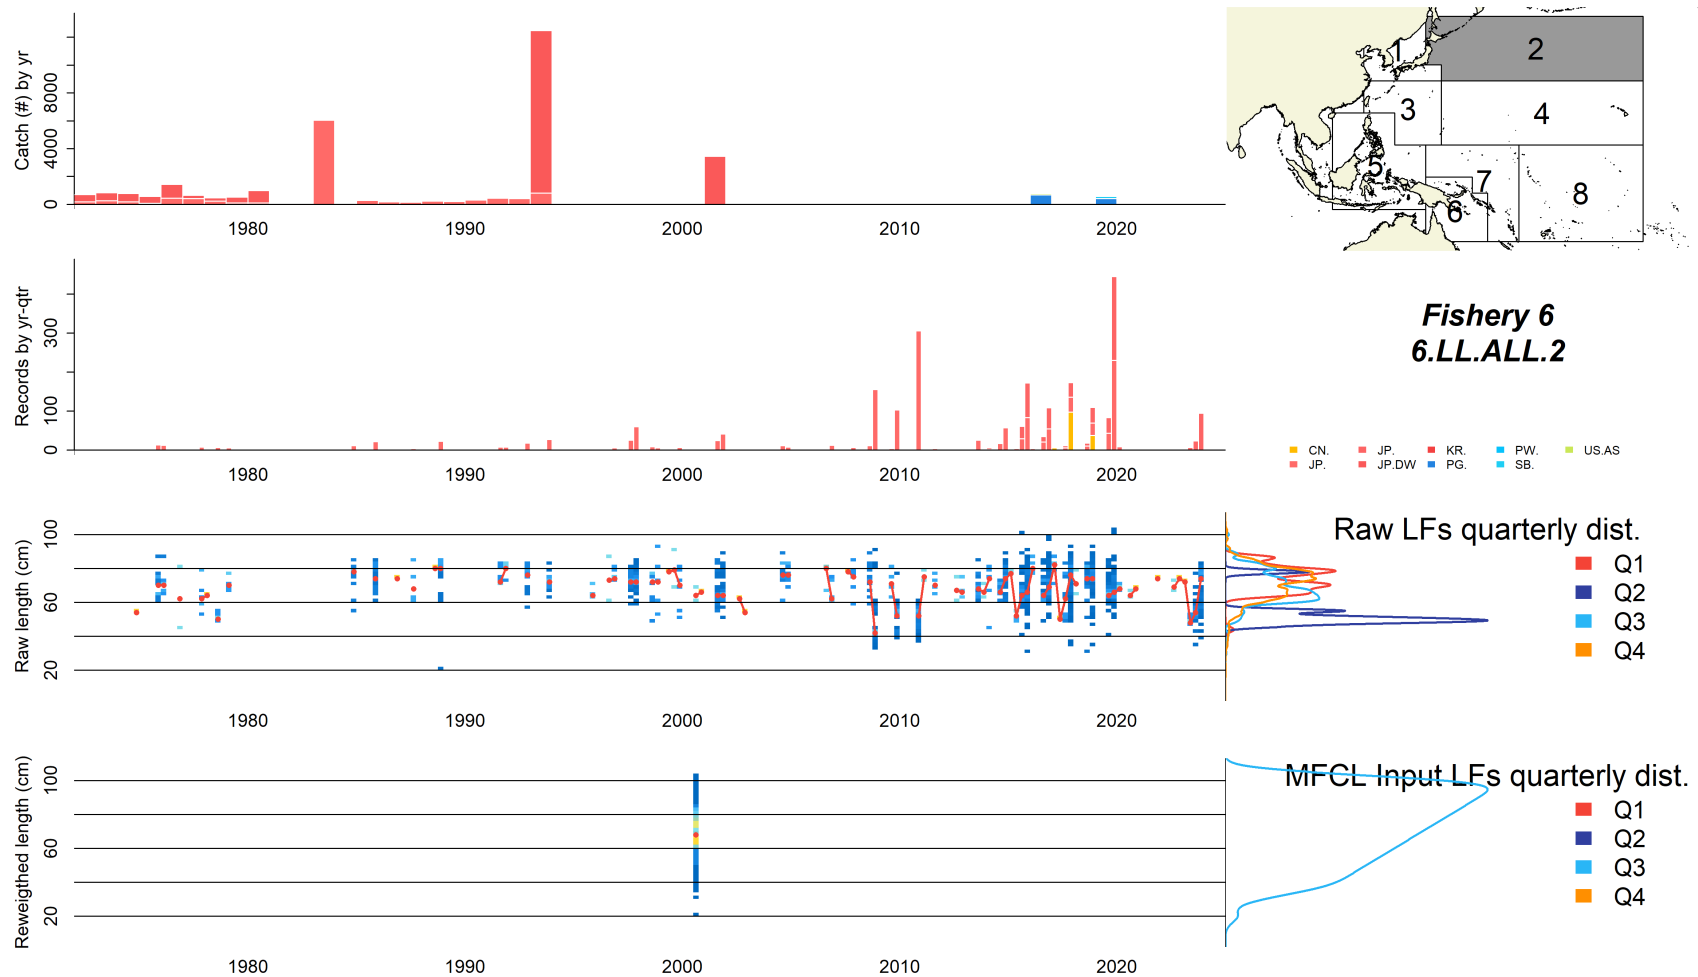 Catch (#) by yr
8000
4000
0
1980
1990
2000
2010
2020
1
2
3
4
5
7
6
8
Records by yr-qtr
300
100
0
1980
1990
2000
2010
2020
Fishery 6
6.LL.ALL.2
CN. JP. KR. PW. US.AS
JP. JP.DW PG. SB.
Raw length (cm)
100
60
20
1980
1990
2000
2010
2020
Raw LFs quarterly dist.
Q1
Q2
Q3
Q4
Reweigthed length (cm)
100
60
20
1980
1990
2000
2010
2020
MFCL Input LFs quarterly dist.
Q1
Q2
Q3
Q4